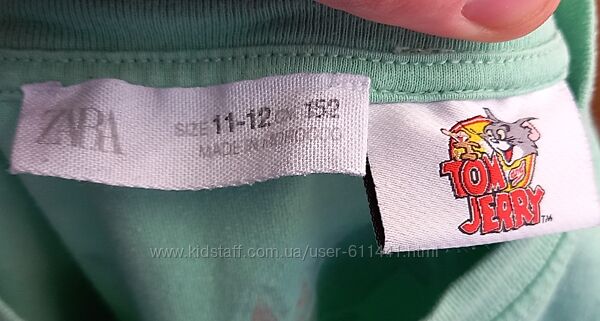 ZARA
SIZE 11-12 CM. 152
MADE IN MOROCCO
TOM and
JERRY TM
www.kidstaff.com.ua/user-611441.html